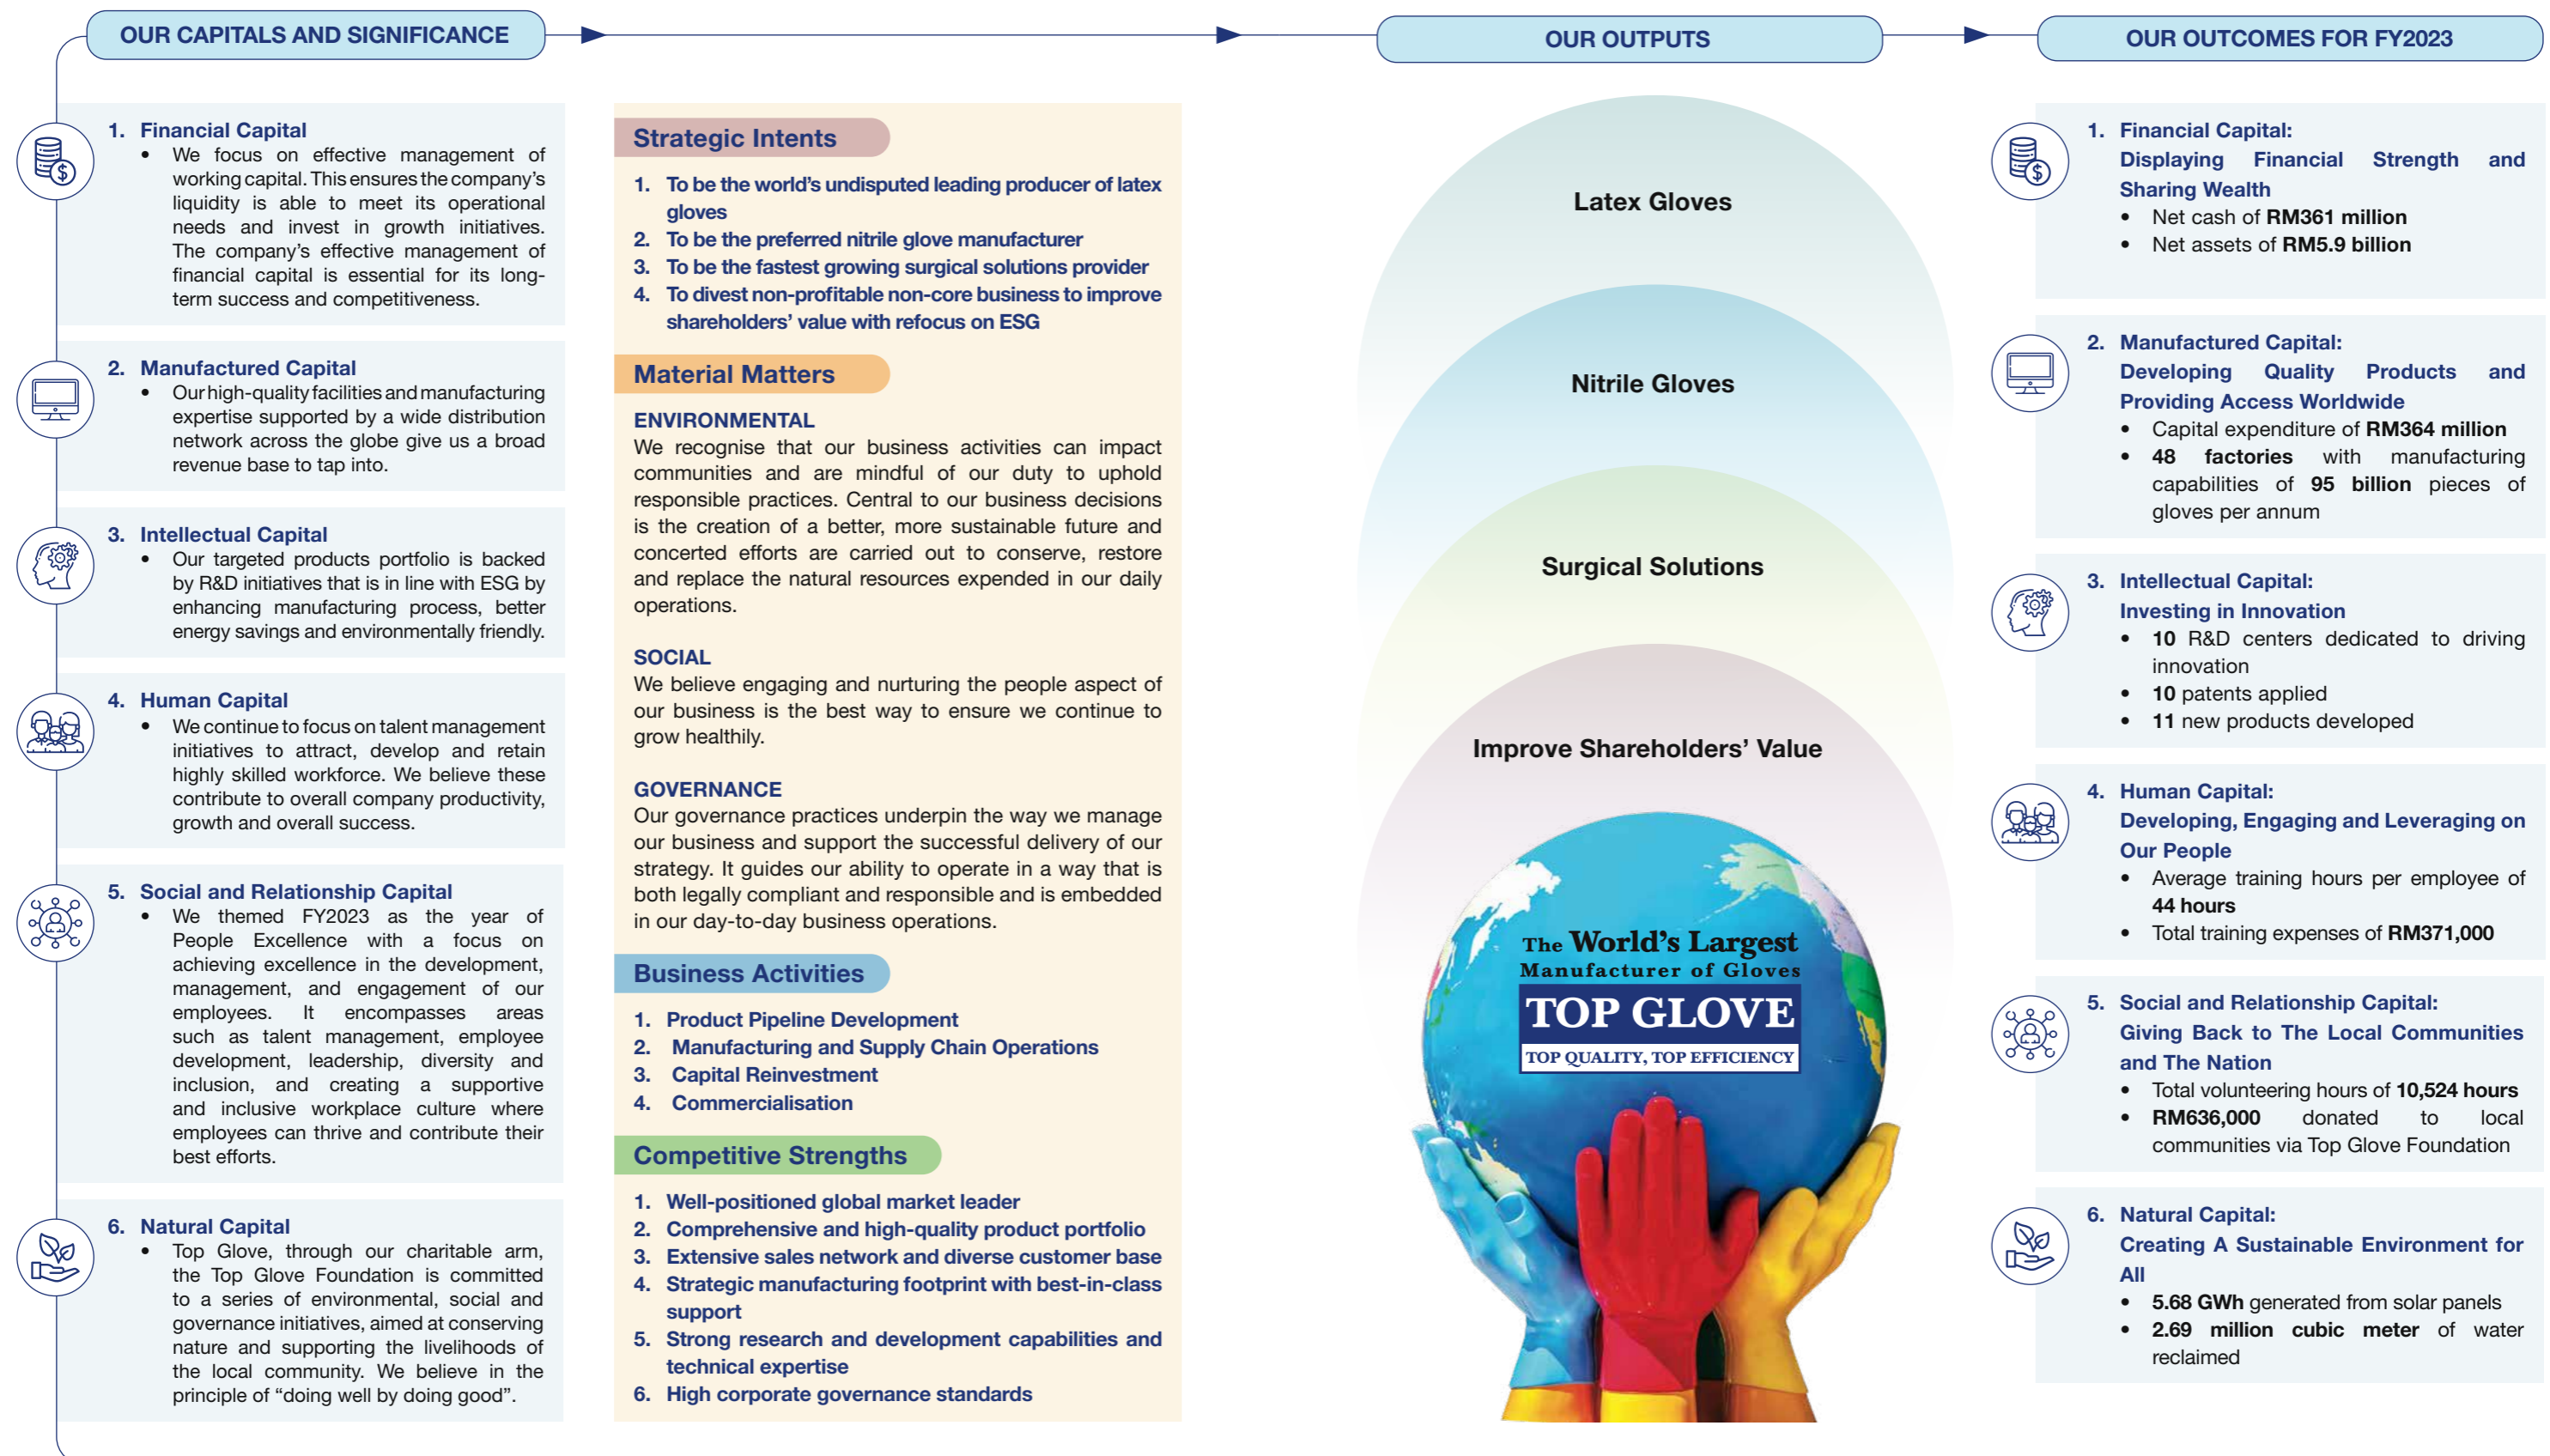 OUR CAPITALS AND SIGNIFICANCE
OUR OUTPUTS
OUR OUTCOMES FOR FY2023
1. Financial Capital
• We focus on effective management of
working capital. This ensures the company's
liquidity is able to meet its operational
needs and invest in growth initiatives.
The company's effective management of
financial capital is essential for its long-
term success and competitiveness.
2. Manufactured Capital
• Our high-quality facilities and manufacturing
expertise supported by a wide distribution
network across the globe give us a broad
revenue base to tap into.
3. Intellectual Capital
• Our targeted products portfolio is backed
by R&D initiatives that is in line with ESG by
enhancing manufacturing process, better
energy savings and environmentally friendly.
4. Human Capital
• We continue to focus on talent management
initiatives to attract, develop and retain
highly skilled workforce. We believe these
contribute to overall company productivity,
growth and overall success.
5. Social and Relationship Capital
• We themed FY2023 as the year of
People Excellence with a focus on
achieving excellence in the development,
management, and engagement of our
employees. It encompasses areas
such as talent management, employee
development, leadership, diversity and
inclusion, and creating a supportive
and inclusive workplace culture where
employees can thrive and contribute their
best efforts.
6. Natural Capital
• Top Glove, through our charitable arm,
the Top Glove Foundation is committed
to a series of environmental, social and
governance initiatives, aimed at conserving
nature and supporting the livelihoods of
the local community. We believe in the
principle of “doing well by doing good”.
Strategic Intents
1. To be the world’s undisputed leading producer of latex
gloves
2. To be the preferred nitrile glove manufacturer
3. To be the fastest growing surgical solutions provider
4. To divest non-profitable non-core business to improve
shareholders’ value with refocus on ESG
Material Matters
ENVIRONMENTAL
We recognise that our business activities can impact
communities and are mindful of our duty to uphold
responsible practices. Central to our business decisions
is the creation of a better, more sustainable future and
concerted efforts are carried out to conserve, restore
and replace the natural resources expended in our daily
operations.
SOCIAL
We believe engaging and nurturing the people aspect of
our business is the best way to ensure we continue to
grow healthily.
GOVERNANCE
Our governance practices underpin the way we manage
our business and support the successful delivery of our
strategy. It guides our ability to operate in a way that is
both legally compliant and responsible and is embedded
in our day-to-day business operations.
Business Activities
1. Product Pipeline Development
2. Manufacturing and Supply Chain Operations
3. Capital Reinvestment
4. Commercialisation
Competitive Strengths
1. Well-positioned global market leader
2. Comprehensive and high-quality product portfolio
3. Extensive sales network and diverse customer base
4. Strategic manufacturing footprint with best-in-class
support
5. Strong research and development capabilities and
technical expertise
6. High corporate governance standards
Latex Gloves
Nitrile Gloves
Surgical Solutions
Improve Shareholders’ Value
The World’s Largest
Manufacturer of Gloves
TOP GLOVE
TOP QUALITY, TOP EFFICIENCY
1. Financial Capital:
Displaying Financial Strength and
Sharing Wealth
• Net cash of RM361 million
• Net assets of RM5.9 billion
2. Manufactured Capital:
Developing Quality Products and
Providing Access Worldwide
• Capital expenditure of RM364 million
• 48 factories with manufacturing
capabilities of 95 billion pieces of
gloves per annum
3. Intellectual Capital:
Investing in Innovation
• 10 R&D centers dedicated to driving
innovation
• 10 patents applied
• 11 new products developed
4. Human Capital:
Developing, Engaging and Leveraging on
Our People
• Average training hours per employee of
44 hours
• Total training expenses of RM371,000
5. Social and Relationship Capital:
Giving Back to The Local Communities
and The Nation
• Total volunteering hours of 10,524 hours
• RM636,000 donated to local
communities via Top Glove Foundation
6. Natural Capital:
Creating A Sustainable Environment for
All
• 5.68 GWh generated from solar panels
• 2.69 million cubic meter of water
reclaimed